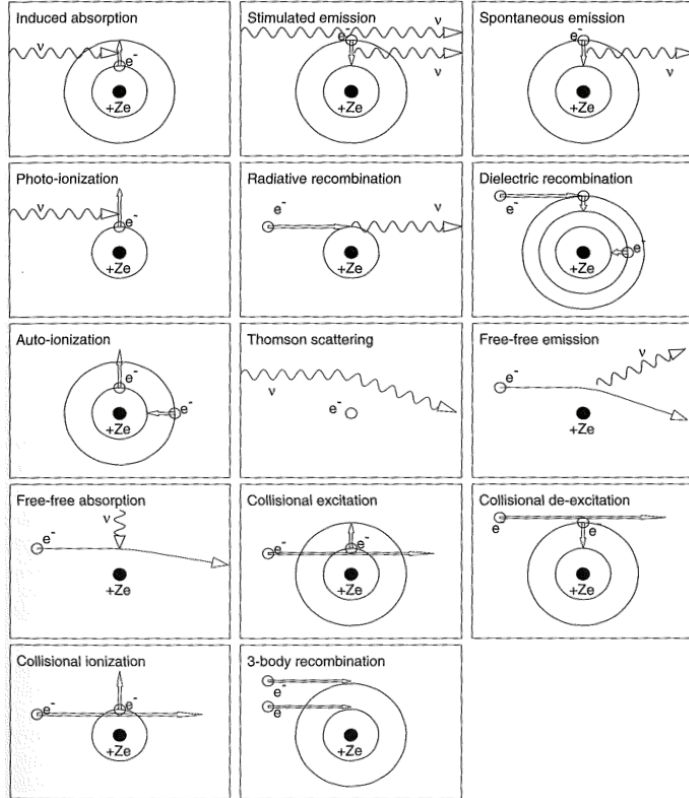 Induced absorption
ν
e-
+Ze
Stimulated emission
ν
e-
ν
+Ze
Spontaneous emission
e-
ν
+Ze
Photo-ionization
ν
e-
+Ze
Radiative recombination
e-
ν
+Ze
Dielectric recombination
e-
e-
+Ze
Auto-ionization
e-
e-
+Ze
Thomson scattering
ν
e-
Free-free emission
ν
e-
+Ze
Free-free absorption
ν
e-
+Ze
Collisional excitation
e-
e-
+Ze
Collisional de-excitation
e
e
+Ze
Collisional ionization
e-
e-
+Ze
3-body recombination
e-
e
+Ze